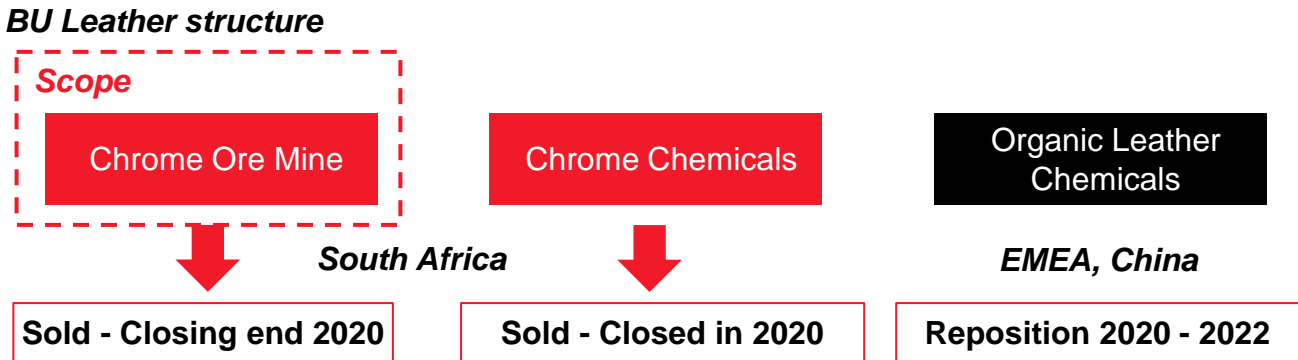 BU Leather structure
Scope
Chrome Ore Mine
Chrome Chemicals
Organic Leather
Chemicals
South Africa
EMEA, China
Sold - Closing end 2020
Sold - Closed in 2020
Reposition 2020 - 2022